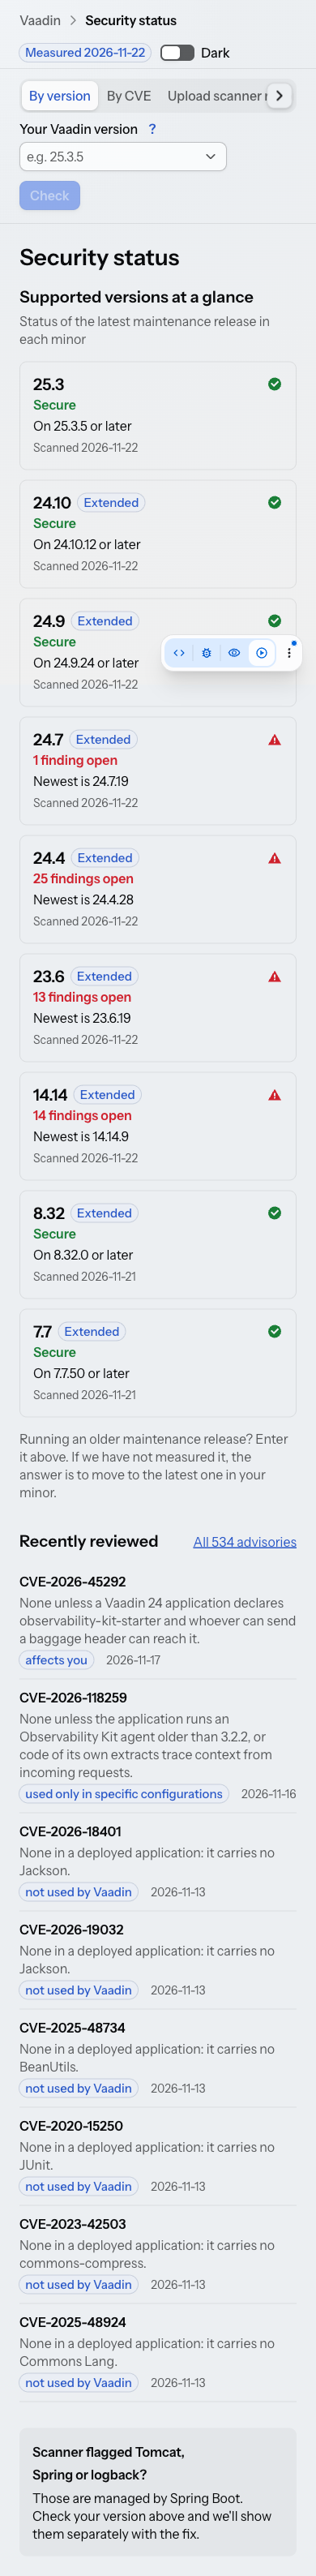 Vaadin > Security status
Measured 2026-11-22 Dark
By version By CVE Upload scanner r
Your Vaadin version ?
e.g. 25.3.5
Check
Security status
Supported versions at a glance
Status of the latest maintenance release in
each minor
25.3
Secure
On 25.3.5 or later
Scanned 2026-11-22
24.10 Extended
Secure
On 24.10.12 or later
Scanned 2026-11-22
24.9 Extended
Secure
On 24.9.24 or later
Scanned 2026-11-22
24.7 Extended
1 finding open
Newest is 24.7.19
Scanned 2026-11-22
24.4 Extended
25 findings open
Newest is 24.4.28
Scanned 2026-11-22
23.6 Extended
13 findings open
Newest is 23.6.19
Scanned 2026-11-22
14.14 Extended
14 findings open
Newest is 14.14.9
Scanned 2026-11-22
8.32 Extended
Secure
On 8.32.0 or later
Scanned 2026-11-21
7.7 Extended
Secure
On 7.7.50 or later
Scanned 2026-11-21
Running an older maintenance release? Enter
it above. If we have not measured it, the
answer is to move to the latest one in your
minor.
Recently reviewed All 534 advisories
CVE-2026-45292
None unless a Vaadin 24 application declares
observability-kit-starter and whoever can send
a baggage header can reach it.
affects you 2026-11-17
CVE-2026-118259
None unless the application runs an
Observability Kit agent older than 3.2.2, or
code of its own extracts trace context from
incoming requests.
used only in specific configurations 2026-11-16
CVE-2026-18401
None in a deployed application: it carries no
Jackson.
not used by Vaadin 2026-11-13
CVE-2026-19032
None in a deployed application: it carries no
Jackson.
not used by Vaadin 2026-11-13
CVE-2025-48734
None in a deployed application: it carries no
BeanUtils.
not used by Vaadin 2026-11-13
CVE-2020-15250
None in a deployed application: it carries no
JUnit.
not used by Vaadin 2026-11-13
CVE-2023-42503
None in a deployed application: it carries no
commons-compress.
not used by Vaadin 2026-11-13
CVE-2025-48924
None in a deployed application: it carries no
Commons Lang.
not used by Vaadin 2026-11-13
Scanner flagged Tomcat,
Spring or logback?
Those are managed by Spring Boot.
Check your version above and we'll show
them separately with the fix.